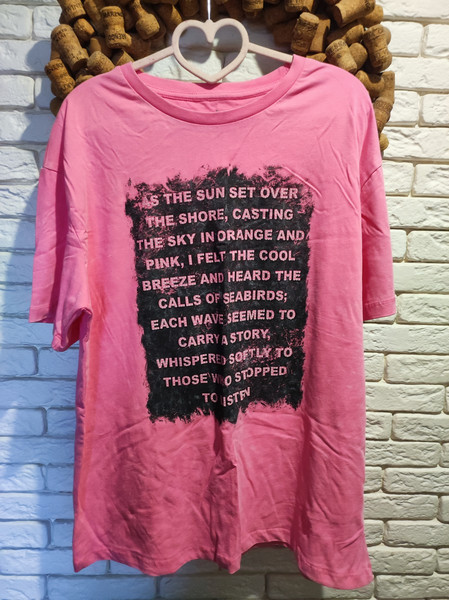 AS THE SUN SET OVER
THE SHORE, CASTING
THE SKY IN ORANGE AND
PINK, I FELT THE COOL
BREEZE AND HEARD THE
CALLS OF SEABIRDS;
EACH WAVE SEEMED TO
CARRY A STORY,
WHISPERED SOFTLY TO
THOSE WHO STOPPED
TO LISTEN